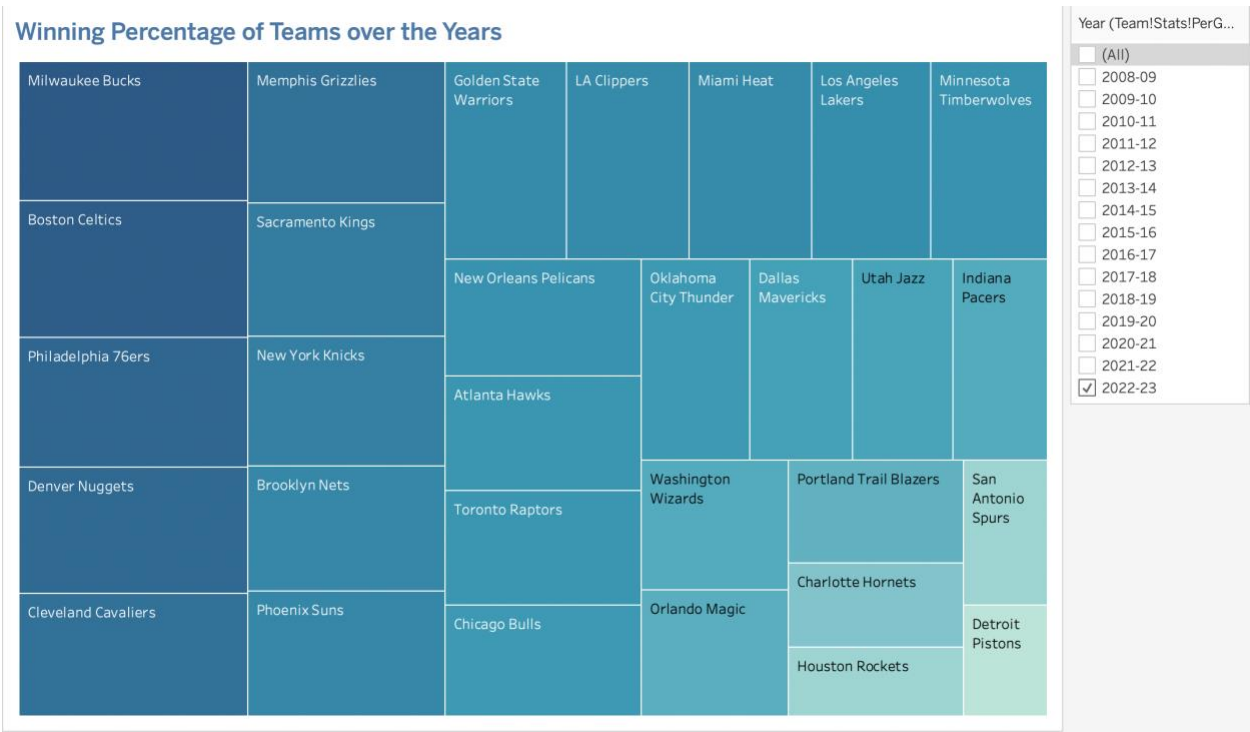 Winning Percentage of Teams over the Years
Milwaukee Bucks
Boston Celtics
Philadelphia 76ers
Denver Nuggets
Cleveland Cavaliers
Memphis Grizzlies
Sacramento Kings
New York Knicks
Brooklyn Nets
Phoenix Suns
Golden State
Warriors
LA Clippers
Miami Heat
Los Angeles
Lakers
Minnesota
Timberwolves
New Orleans Pelicans
Atlanta Hawks
Toronto Raptors
Chicago Bulls
Oklahoma
City Thunder
Dallas
Mavericks
Utah Jazz
Indiana
Pacers
Washington
Wizards
Orlando Magic
Portland Trail Blazers
Charlotte Hornets
Houston Rockets
San
Antonio
Spurs
Detroit
Pistons
Year (Team!Stats!PerG...
(All)
2008-09
2009-10
2010-11
2011-12
2012-13
2013-14
2014-15
2015-16
2016-17
2017-18
2018-19
2019-20
2020-21
2021-22
2022-23